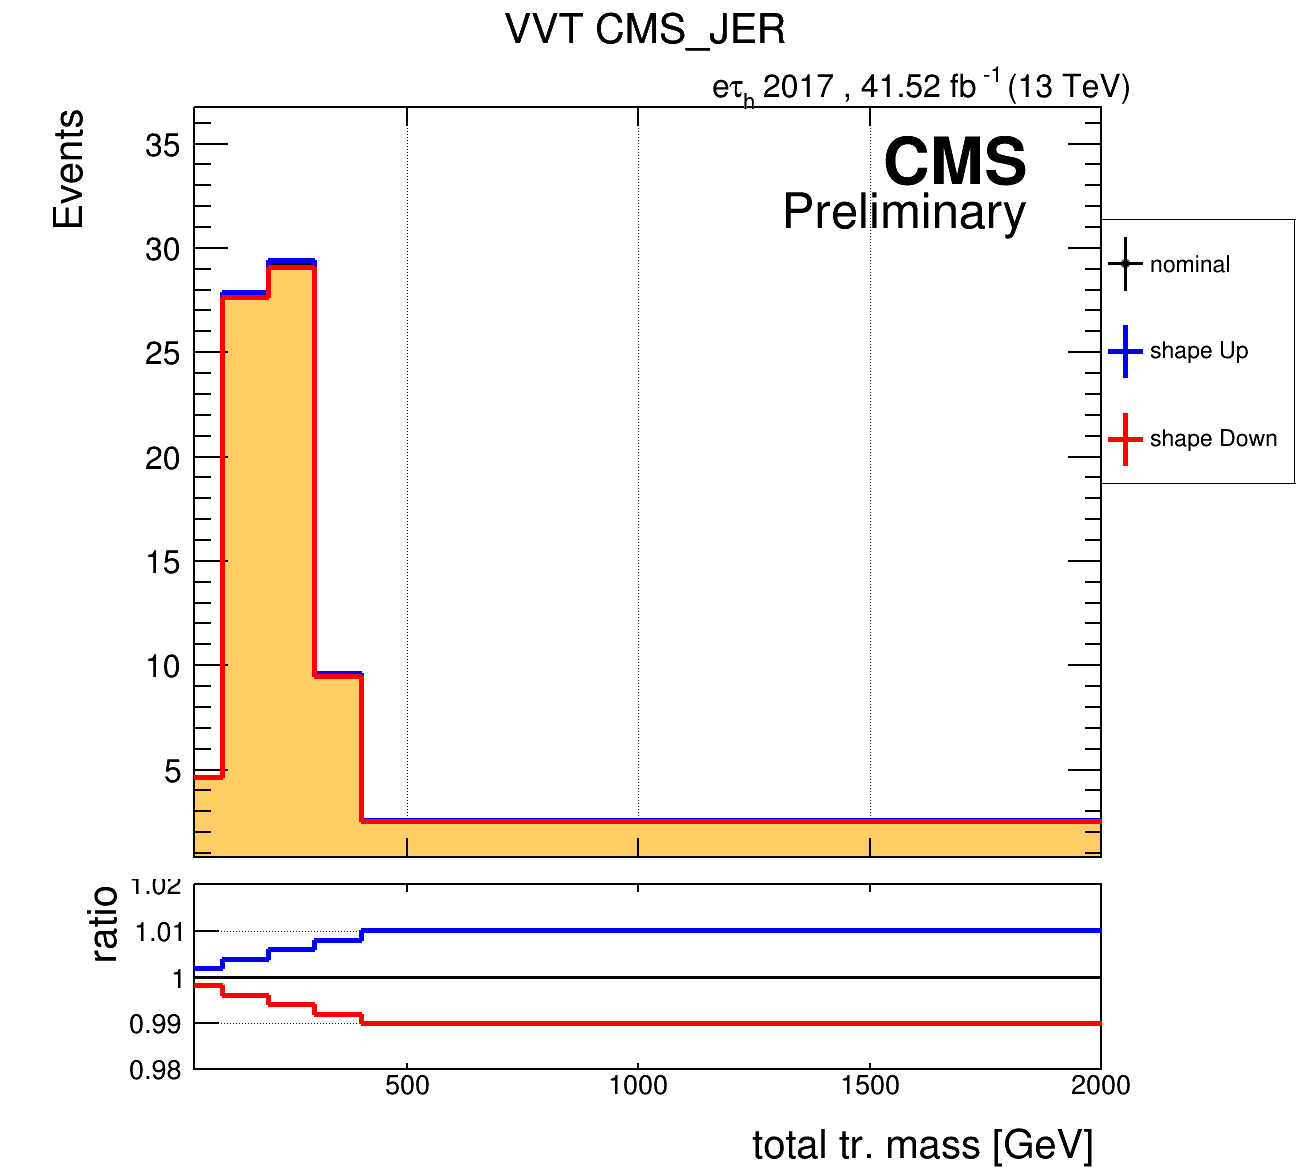 VVT CMS_JER
eτh 2017 , 41.52 fb-1 (13 TeV)
Events
35
30
25
20
15
10
5
CMS
Preliminary
nominal
shape Up
shape Down
ratio
1.02
1.01
1
0.99
0.98
500 1000 1500 2000
total tr. mass [GeV]